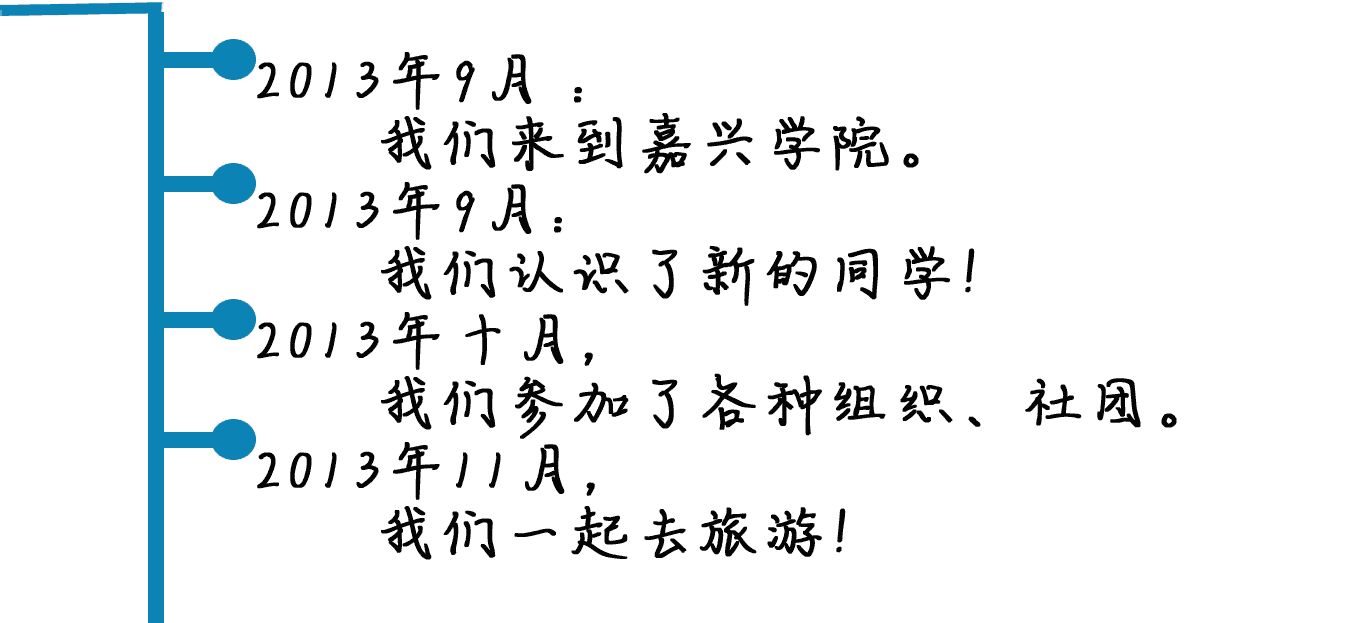 2013年9月：
我们来到嘉兴学院。
2013年9月：
我们认识了新的同学！
2013年十月，
我们参加了各种组织、社团。
2013年11月，
我们一起去旅游！